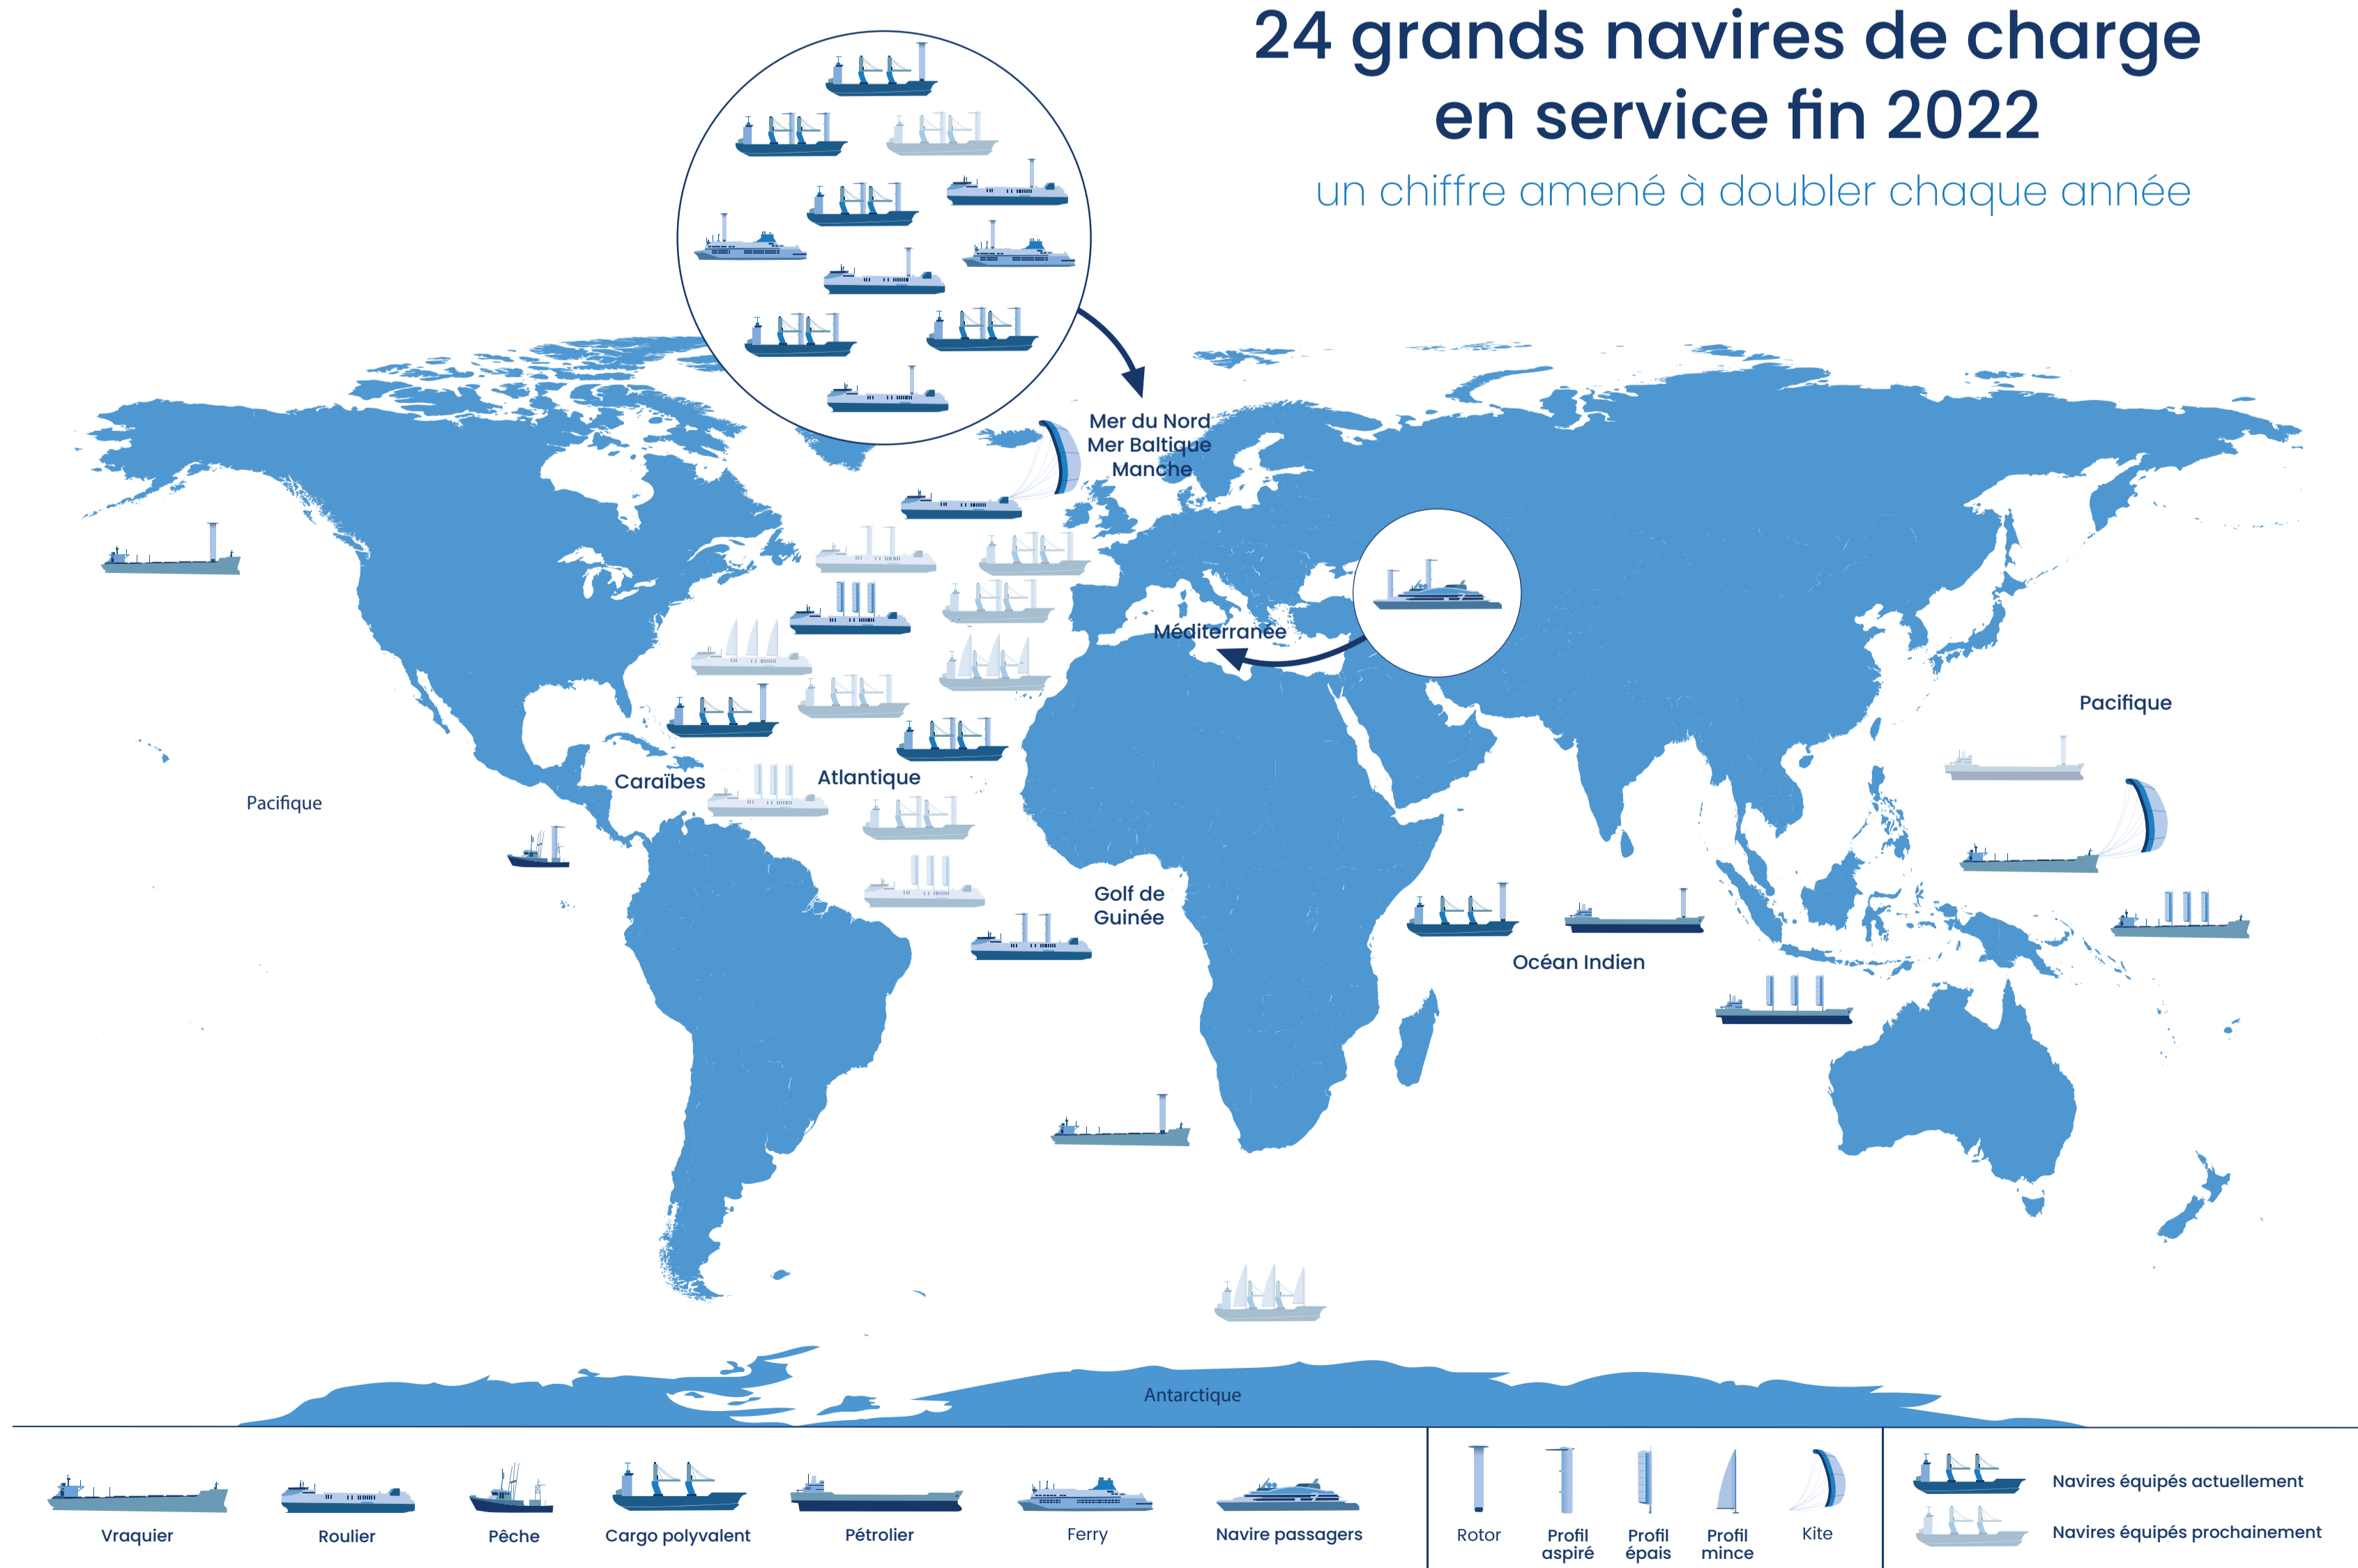 24 grands navires de charge
en service fin 2022
un chiffre amené à doubler chaque année
Mer du Nord
Mer Baltique
Manche
Méditerranée
Pacifique
Caraïbes
Atlantique
Pacifique
Golf de
Guinée
Océan Indien
Antarctique
Vraquier
Roulier
Pêche
Cargo polyvalent
Pétrolier
Ferry
Navire passagers
Rotor
Profil
aspiré
Profil
épais
Profil
mince
Kite
Navires équipés actuellement
Navires équipés prochainement